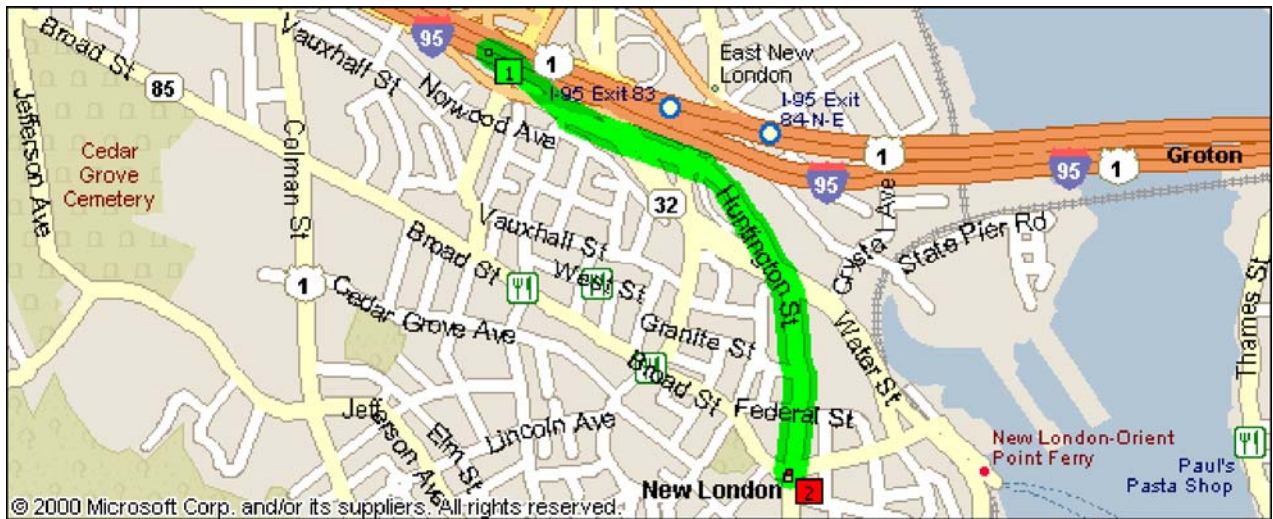 Broad St
85
Vauxhall St
95
1
1
Norwood Ave
I-95 Exit 83
East New
London
I-95 Exit
84-N-E
Jefferson Ave
Cedar
Grove
Cemetery
Colman St
1
95
95
1
Groton
32
Huntington St
Vauxhall St
Broad St
West St
Crystal Ave
State Pier Rd
1
Cedar Grove Ave
Granite St
Water St
Thames St
Broad St
Federal St
Jefferson Ave
Elm St
Lincoln Ave
New London-Orient
Point Ferry
Paul's
Pasta Shop
New London
2
© 2000 Microsoft Corp. and/or its suppliers. All rights reserved.